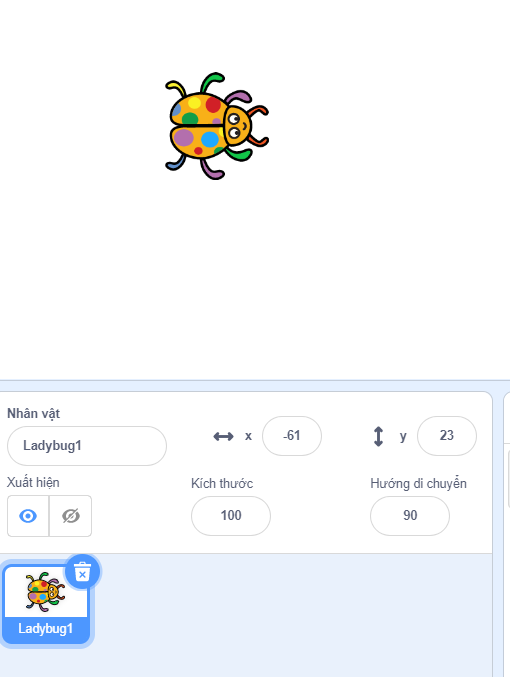 Nhân vật
Ladybug1
x -61
y 23
Xuất hiện
Kích thước
100
Hướng di chuyển
90
Ladybug1